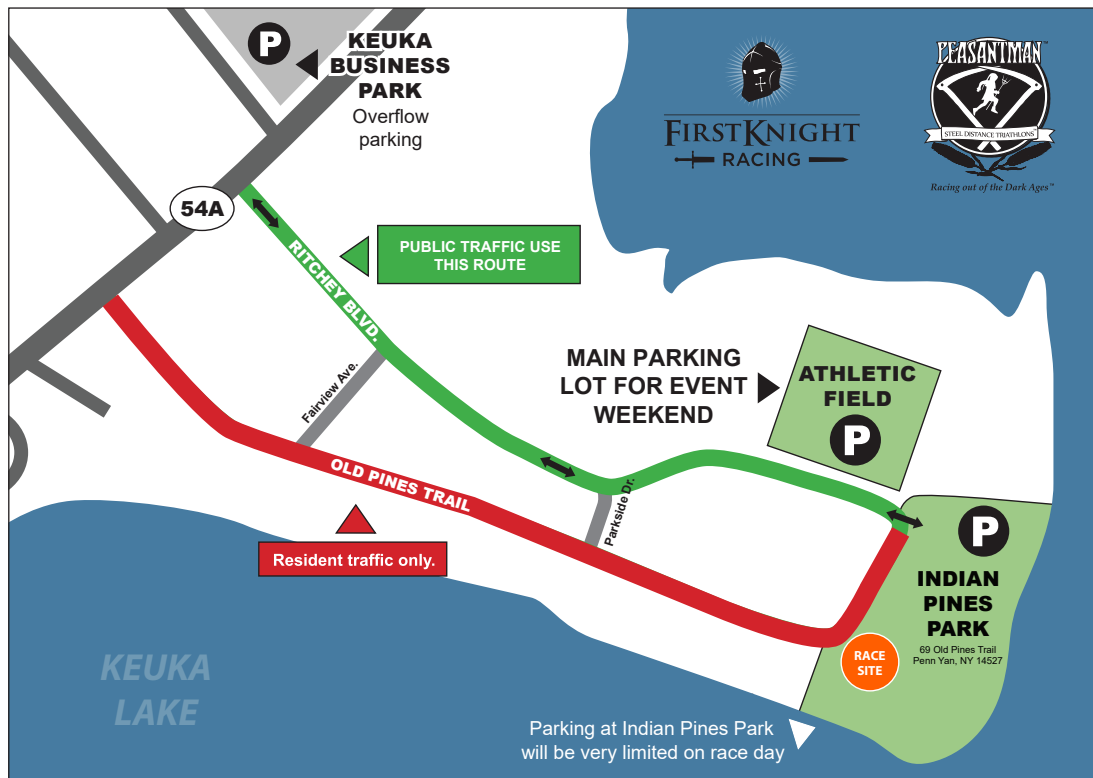 P
KEUKA
BUSINESS
PARK
Overflow
parking
FIRSTKNIGHT
RACING
PEASANTMAN™
STEEL DISTANCE TRIATHLONS™
Racing out of the Dark Ages™
54A
RITCHEY BLVD.
PUBLIC TRAFFIC USE
THIS ROUTE
Fairview Ave.
MAIN PARKING
LOT FOR EVENT
WEEKEND
ATHLETIC
FIELD
P
OLD PINES TRAIL
Parkside Dr.
Resident traffic only.
P
INDIAN
PINES
PARK
69 Old Pines Trail
Penn Yan, NY 14527
RACE
SITE
KEUKA
LAKE
Parking at Indian Pines Park
will be very limited on race day